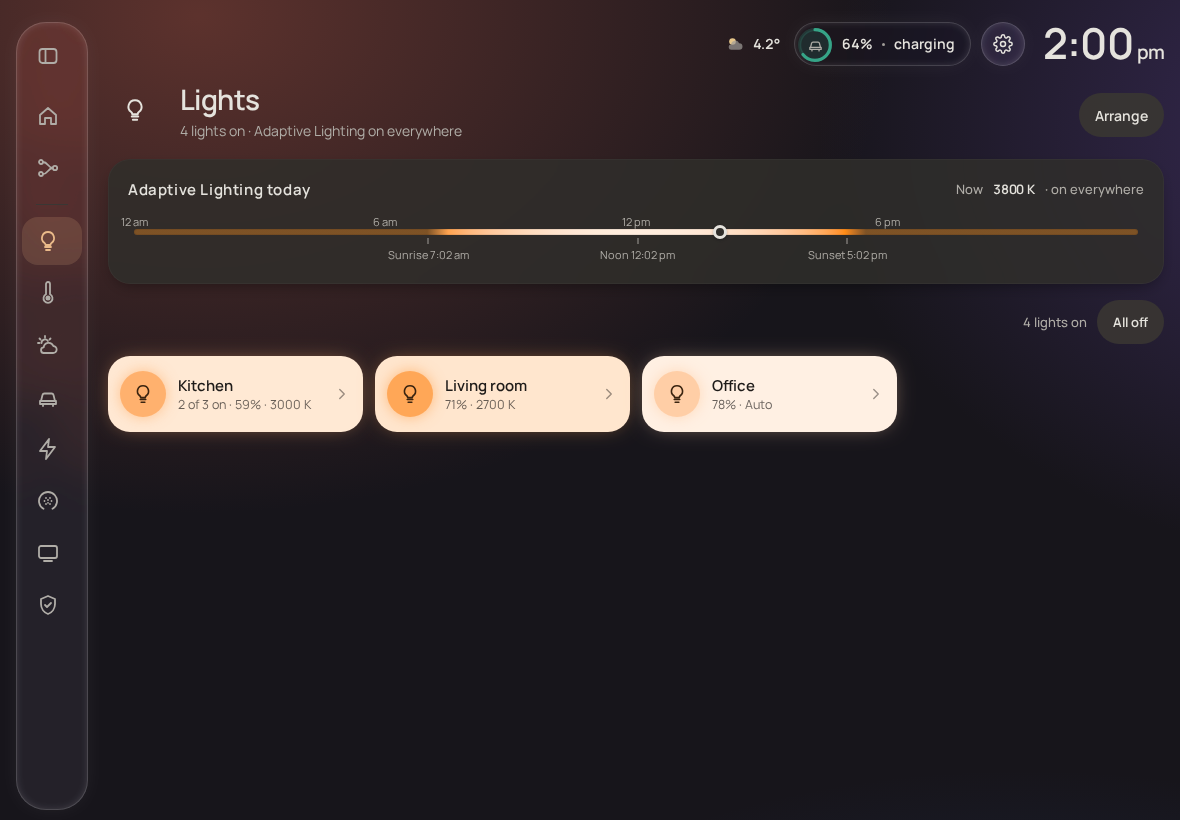 4.2° 64% • charging 2:00 pm
Lights
4 lights on · Adaptive Lighting on everywhere
Arrange
Adaptive Lighting today
Now 3800 K · on everywhere
12 am 6 am 12 pm 6 pm
Sunrise 7:02 am Noon 12:02 pm Sunset 5:02 pm
4 lights on All off
Kitchen
2 of 3 on · 59% · 3000 K
Living room
71% · 2700 K
Office
78% · Auto